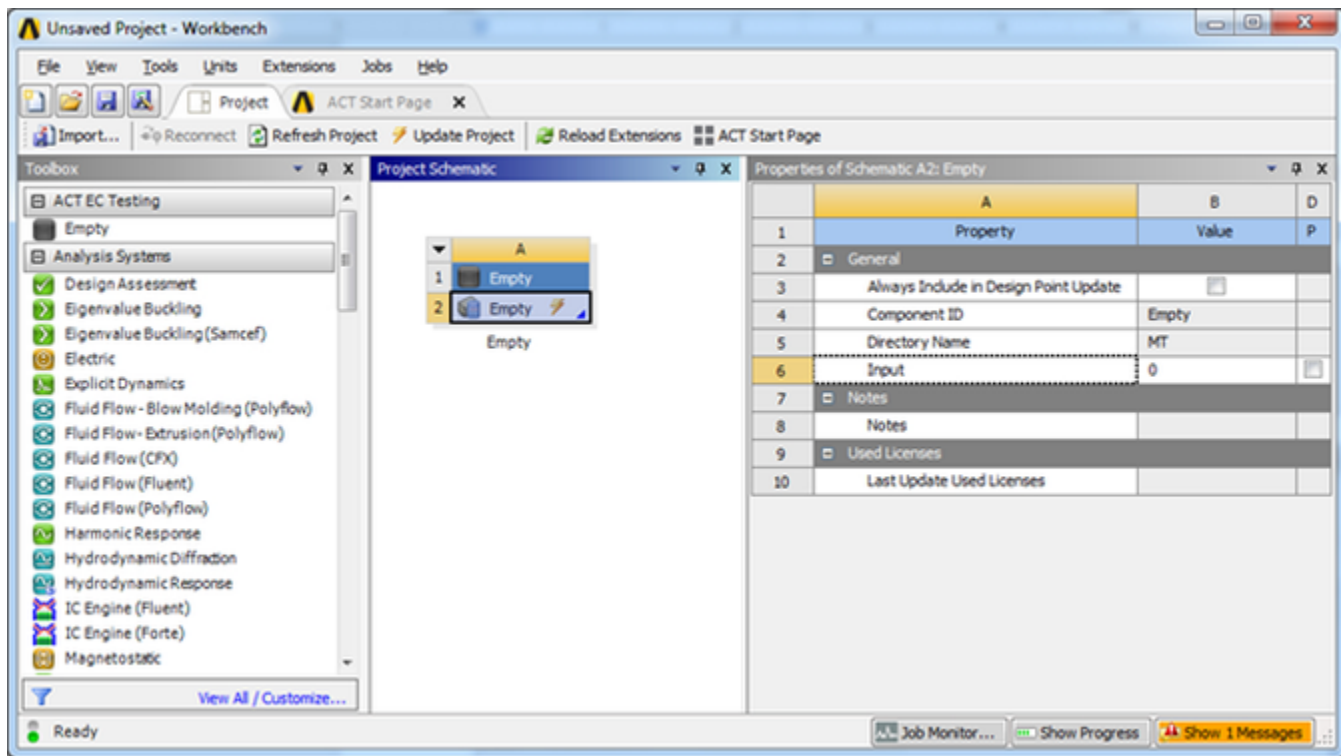 Unsaved Project - Workbench
File View Tools Units Extensions Jobs Help
Project ACT Start Page X
Import... Reconnect Refresh Project Update Project Reload Extensions ACT Start Page
Toolbox
ACT EC Testing
Empty
Analysis Systems
Design Assessment
Eigenvalue Buckling
Eigenvalue Buckling (Samcef)
Electric
Explicit Dynamics
Fluid Flow - Blow Molding (Polyflow)
Fluid Flow - Extrusion (Polyflow)
Fluid Flow (CFX)
Fluid Flow (Fluent)
Fluid Flow (Polyflow)
Harmonic Response
Hydrodynamic Diffraction
Hydrodynamic Response
IC Engine (Fluent)
IC Engine (Forte)
Magnetostatic
View All / Customize...
Project Schematic
A
1 Empty
2 Empty
Empty
Properties of Schematic A2: Empty
A B D
1 Property Value P
2 General
3 Always Include in Design Point Update
4 Component ID Empty
5 Directory Name MT
6 Input 0
7 Notes
8 Notes
9 Used Licenses
10 Last Update Used Licenses
Ready
Job Monitor... Show Progress Show 1 Messages